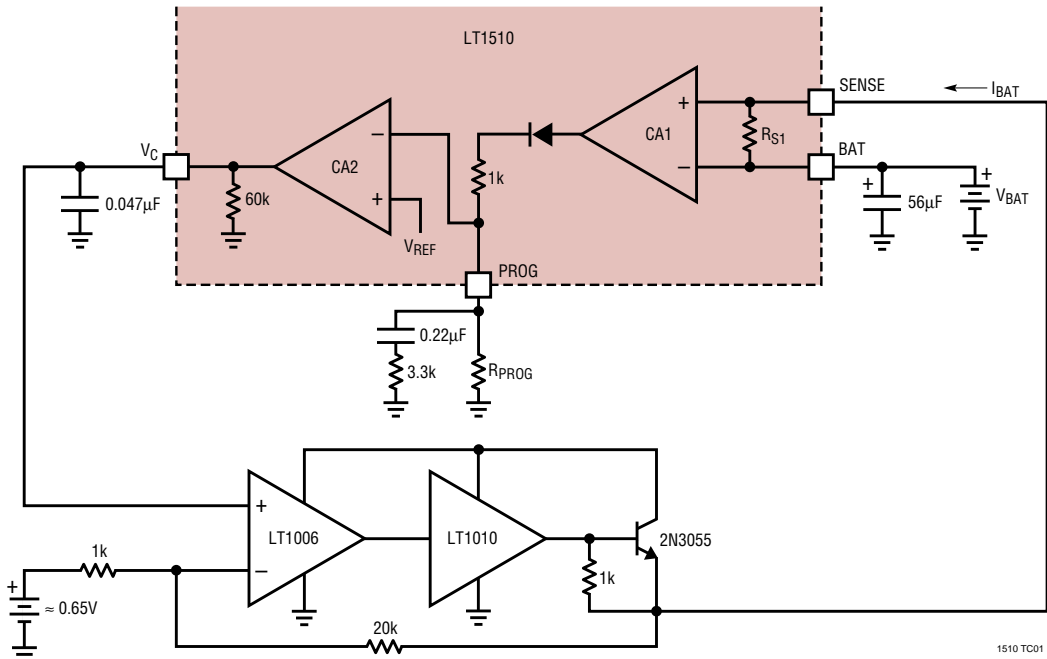 LT1510
SENSE
I_BAT
+
CA1
−
R_S1
BAT
+
56µF
+
V_BAT
V_C
0.047µF
60k
CA2
−
+
V_REF
1k
PROG
0.22µF
3.3k
R_PROG
+
LT1006
−
LT1010
2N3055
1k
1k
+
≈ 0.65V
20k
1510 TC01